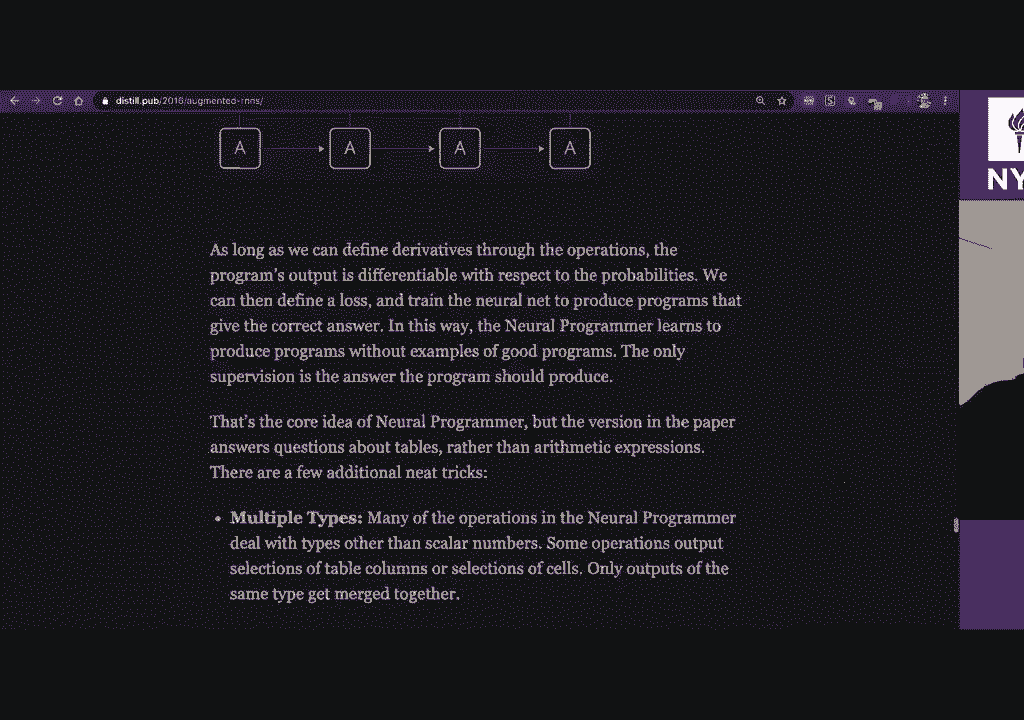 distill.pub/2016/augmented-rnns/
A A A A
NY
As long as we can define derivatives through the operations, the
program's output is differentiable with respect to the probabilities. We
can then define a loss, and train the neural net to produce programs that
give the correct answer. In this way, the Neural Programmer learns to
produce programs without examples of good programs. The only
supervision is the answer the program should produce.
That's the core idea of Neural Programmer, but the version in the paper
answers questions about tables, rather than arithmetic expressions.
There are a few additional neat tricks:
• Multiple Types: Many of the operations in the Neural Programmer
deal with types other than scalar numbers. Some operations output
selections of table columns or selections of cells. Only outputs of the
same type get merged together.